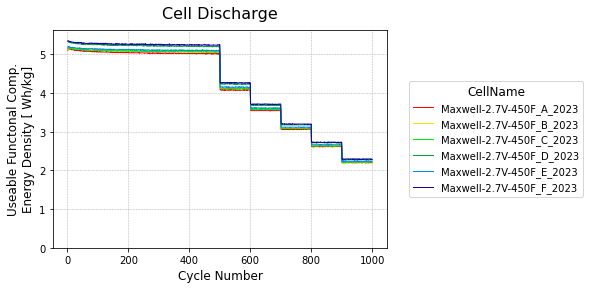 Cell Discharge
Useable Functonal Comp.
Energy Density [ Wh/kg]
5
4
3
2
1
0
0
200
400
600
800
1000
Cycle Number
CellName
Maxwell-2.7V-450F_A_2023
Maxwell-2.7V-450F_B_2023
Maxwell-2.7V-450F_C_2023
Maxwell-2.7V-450F_D_2023
Maxwell-2.7V-450F_E_2023
Maxwell-2.7V-450F_F_2023